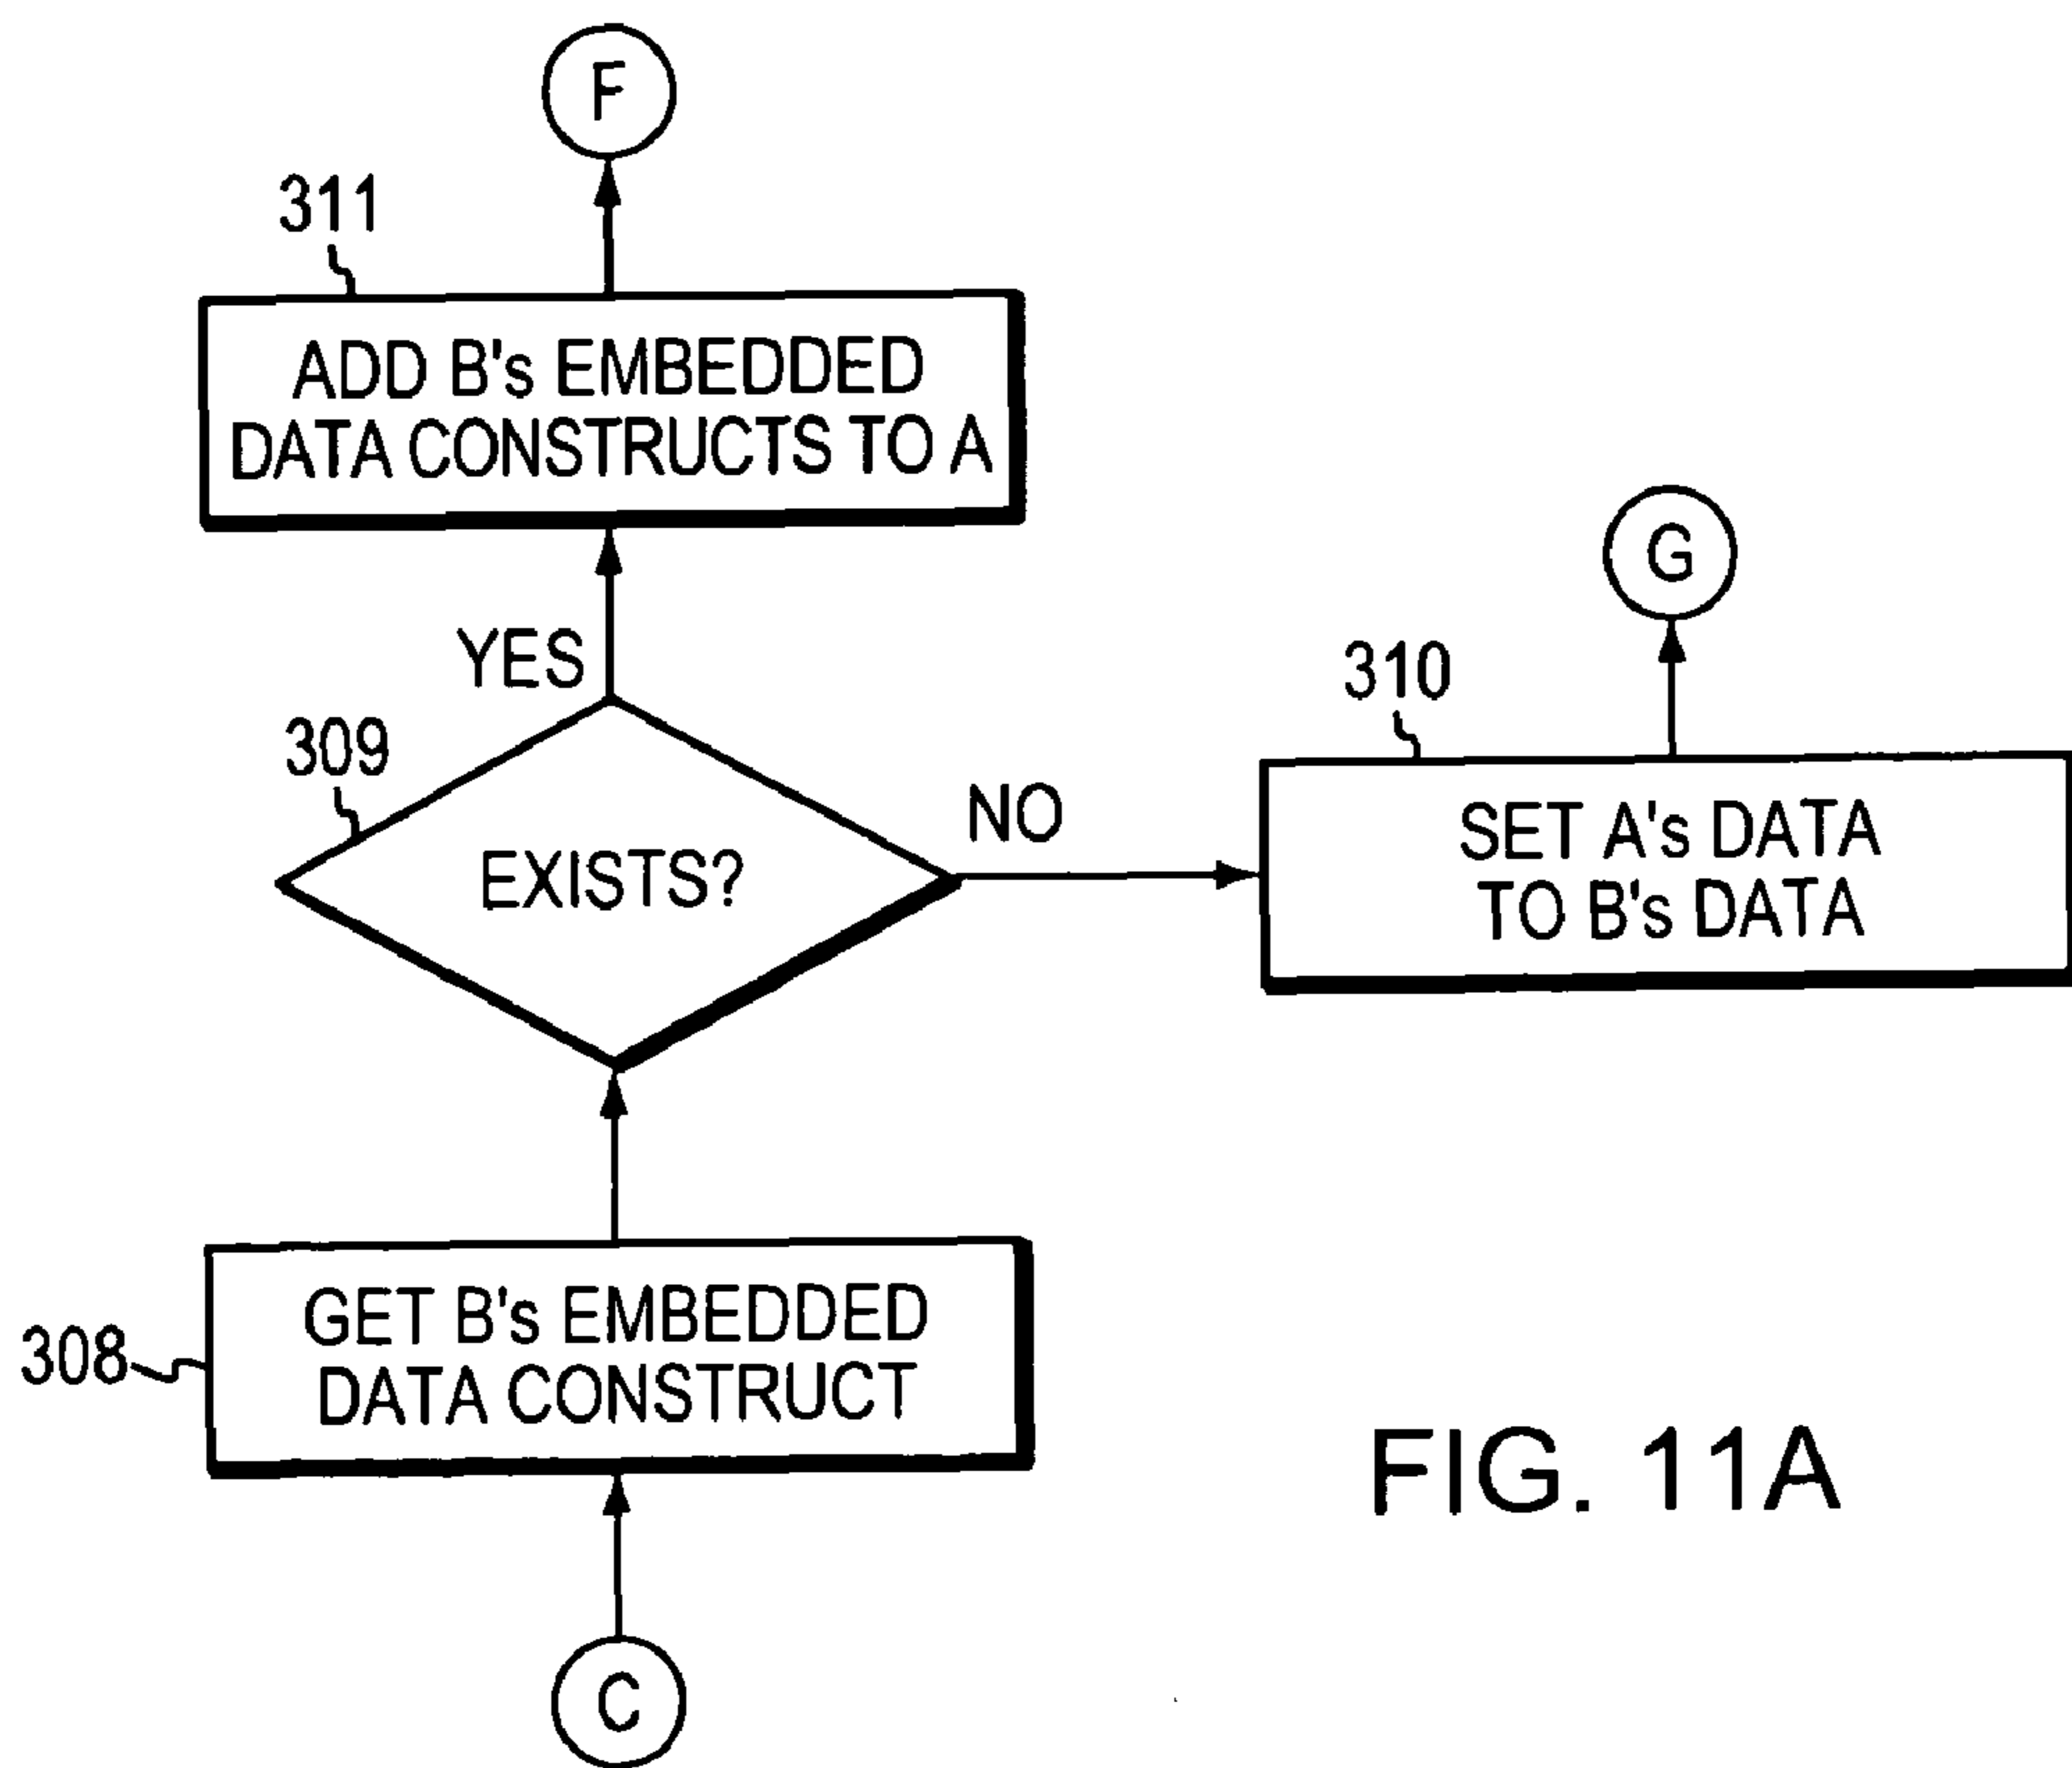 F
311
ADD B's EMBEDDED
DATA CONSTRUCTS TO A
G
YES
310
309
NO
EXISTS?
SET A's DATA
TO B's DATA
GET B's EMBEDDED
DATA CONSTRUCT
308
FIG. 11A
C